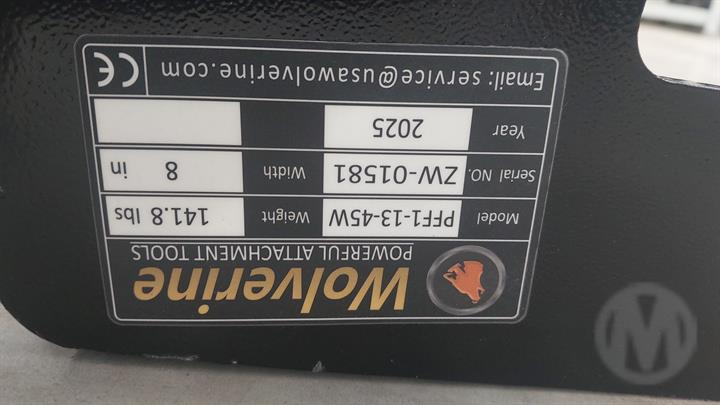 Wolverine
POWERFUL ATTACHMENT TOOLS
Model PFF1-13-45W Weight 141.8 lbs
Serial NO. ZW-01581 Width 8 in
Year 2025
Email: service@usawolverine.com CE
M